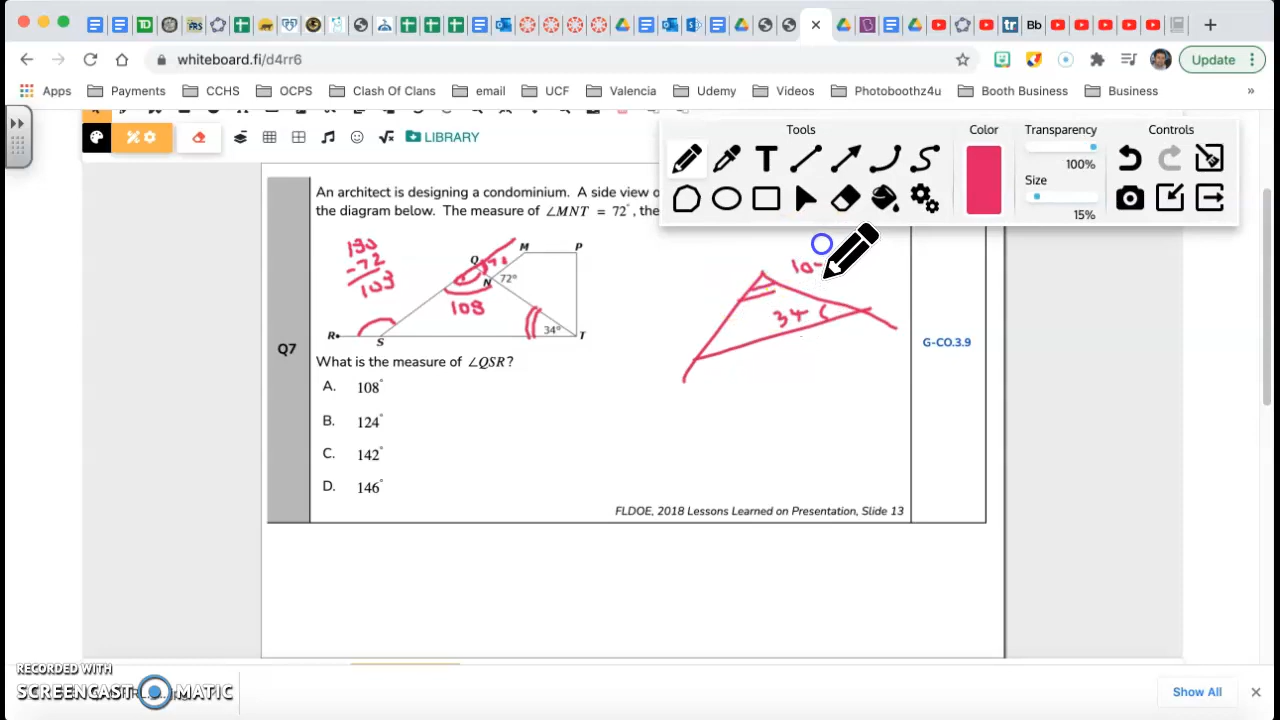 whiteboard.fi/d4rr6
Update
Apps
Payments
CCHS
OCPS
Clash Of Clans
email
UCF
Valencia
Udemy
Videos
Photoboothz4u
Booth Business
Business
»
LIBRARY
Tools
Color
Transparency
100%
Size
15%
Controls
An architect is designing a condominium. A side view o
the diagram below. The measure of ∠MNT = 72°, the
180
-72
108
Q
71
M
P
N
72°
108
34°
R
S
T
34
Q7
G-CO.3.9
What is the measure of ∠QSR?
A. 108°
B. 124°
C. 142°
D. 146°
FLDOE, 2018 Lessons Learned on Presentation, Slide 13
RECORDED WITH
SCREENCAST MATIC
Show All